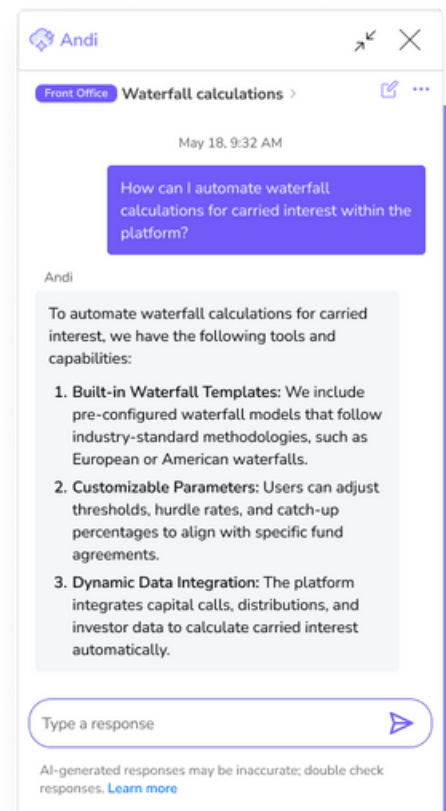 Andi
Front Office Waterfall calculations >
May 18, 9:32 AM
How can I automate waterfall
calculations for carried interest within the
platform?
Andi
To automate waterfall calculations for carried
interest, we have the following tools and
capabilities:
1. Built-in Waterfall Templates: We include
pre-configured waterfall models that follow
industry-standard methodologies, such as
European or American waterfalls.
2. Customizable Parameters: Users can adjust
thresholds, hurdle rates, and catch-up
percentages to align with specific fund
agreements.
3. Dynamic Data Integration: The platform
integrates capital calls, distributions, and
investor data to calculate carried interest
automatically.
Type a response
AI-generated responses may be inaccurate; double check
responses. Learn more